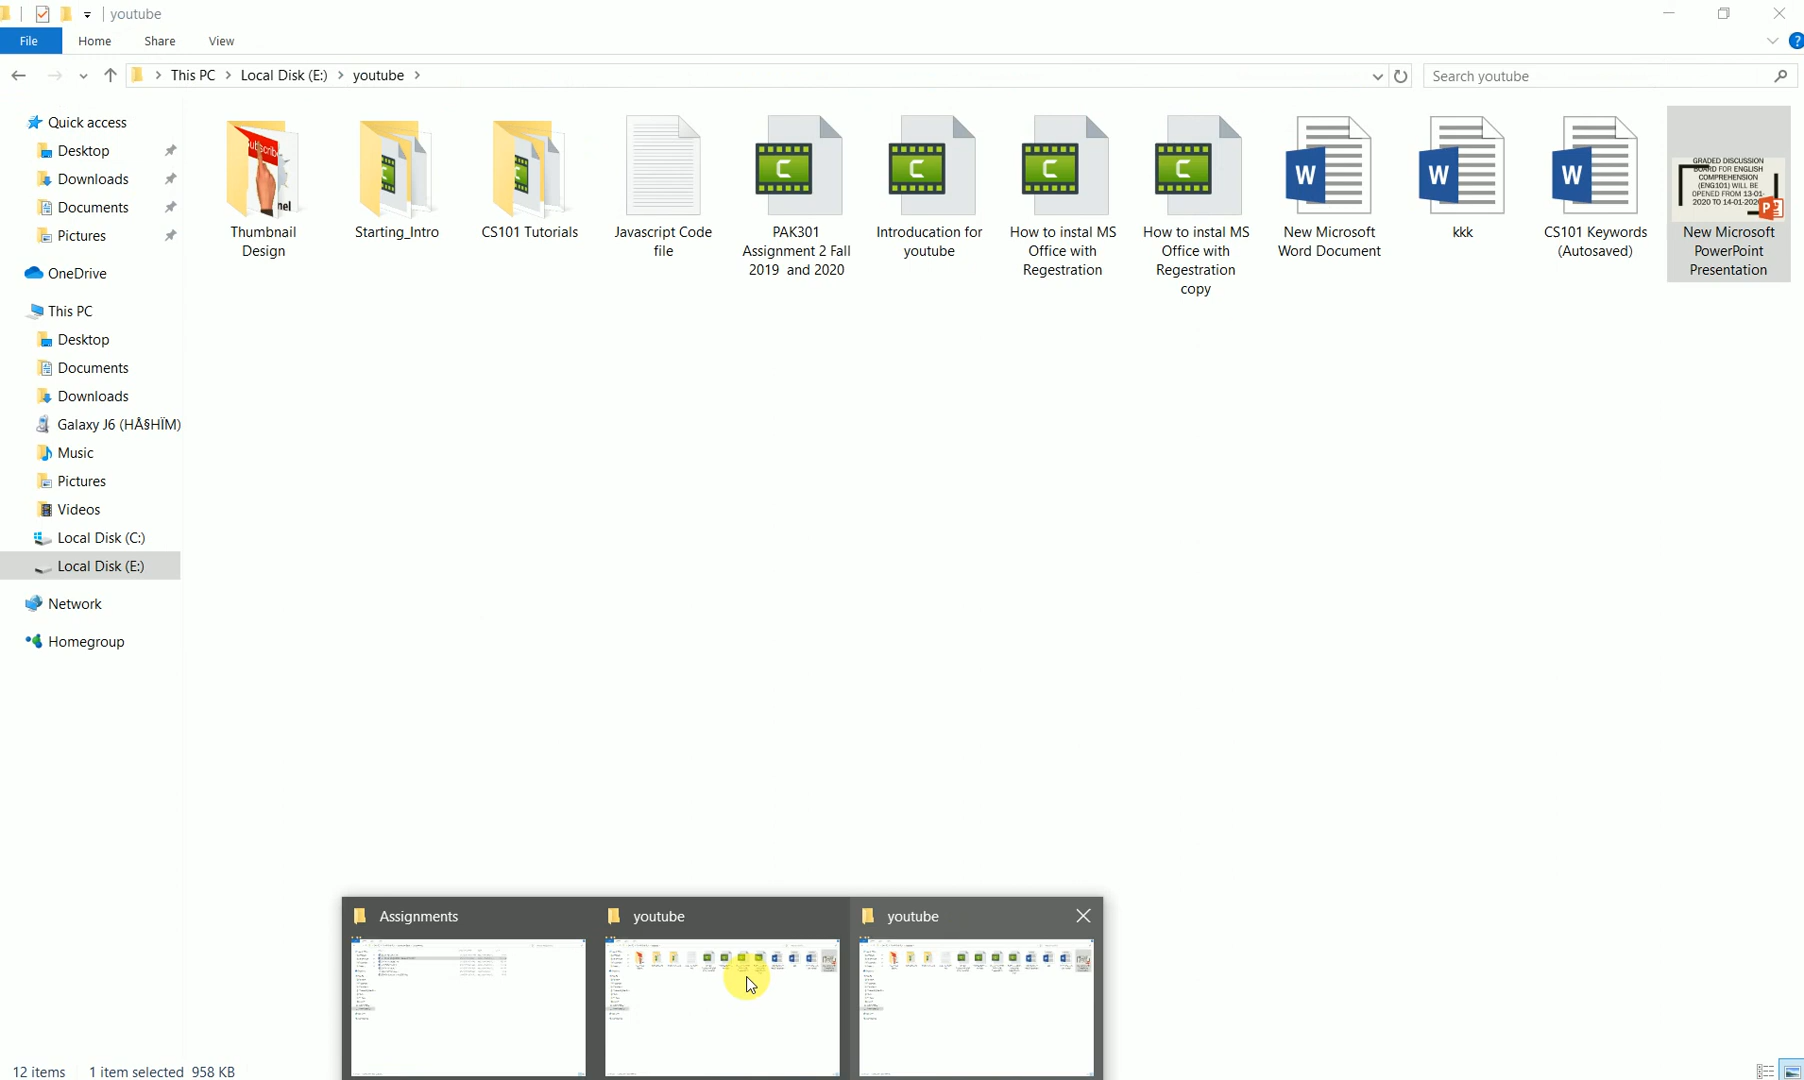 youtube
File
Home
Share
View
?
This PC
Local Disk (E:)
youtube
Search youtube
Quick access
Desktop
Downloads
Documents
Pictures
OneDrive
This PC
Desktop
Documents
Downloads
Galaxy J6 (HÅ§HÏM)
Music
Pictures
Videos
Local Disk (C:)
Local Disk (E:)
Network
Homegroup
Subscribe
nel
Thumbnail
Design
Starting_Intro
CS101 Tutorials
Javascript Code
file
C
PAK301
Assignment 2 Fall
2019 and 2020
C
Introducation for
youtube
C
How to instal MS
Office with
Regestration
C
How to instal MS
Office with
Regestration
copy
W
New Microsoft
Word Document
W
kkk
W
CS101 Keywords
(Autosaved)
GRADED DISCUSSION
BOARD FOR ENGLISH
COMPREHENSION
(ENG101) WILL BE
OPENED FROM 13-01-
2020 TO 14-01-2020
P
New Microsoft
PowerPoint
Presentation
Assignments
youtube
youtube
12 items
1 item selected 958 KB